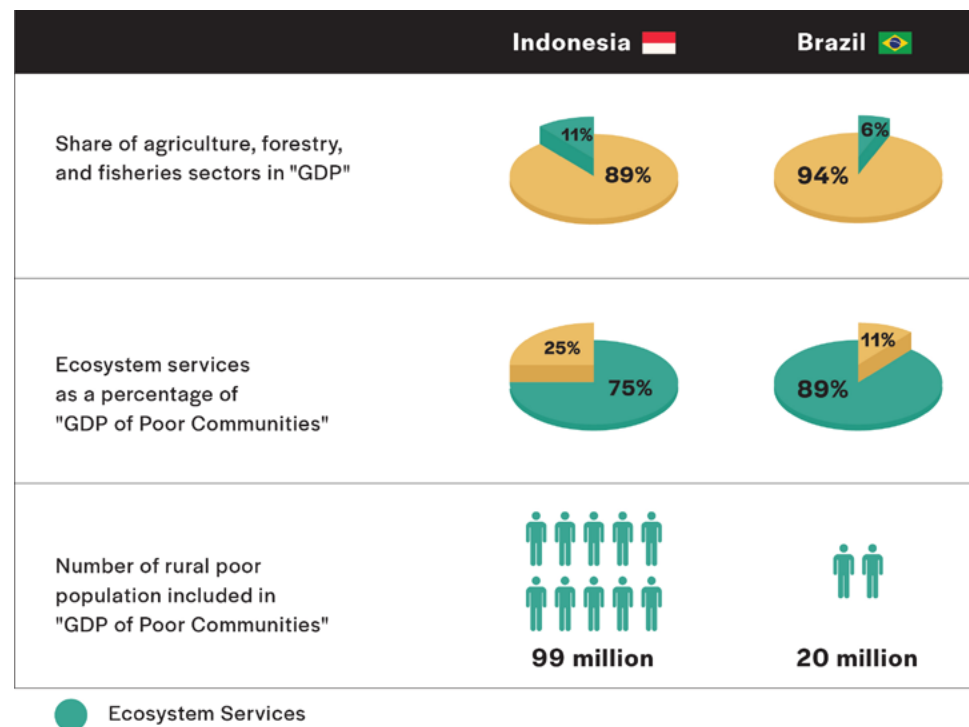 Indonesia
Brazil
Share of agriculture, forestry,
and fisheries sectors in "GDP"
11%
89%
6%
94%
Ecosystem services
as a percentage of
"GDP of Poor Communities"
25%
75%
11%
89%
Number of rural poor
population included in
"GDP of Poor Communities"
99 million
20 million
Ecosystem Services